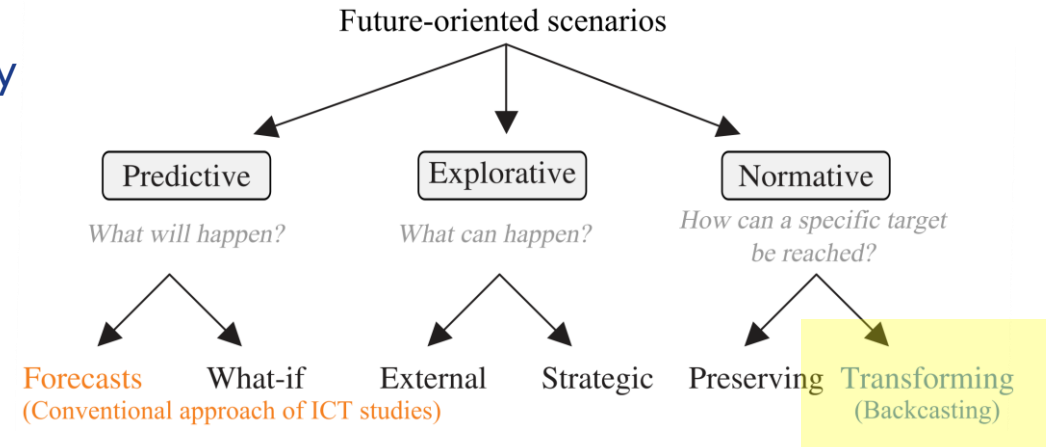 Future-oriented scenarios
y
Predictive
Explorative
Normative
What will happen?
What can happen?
How can a specific target
be reached?
Forecasts
What-if
External
Strategic
Preserving
Transforming
(Conventional approach of ICT studies)
(Backcasting)